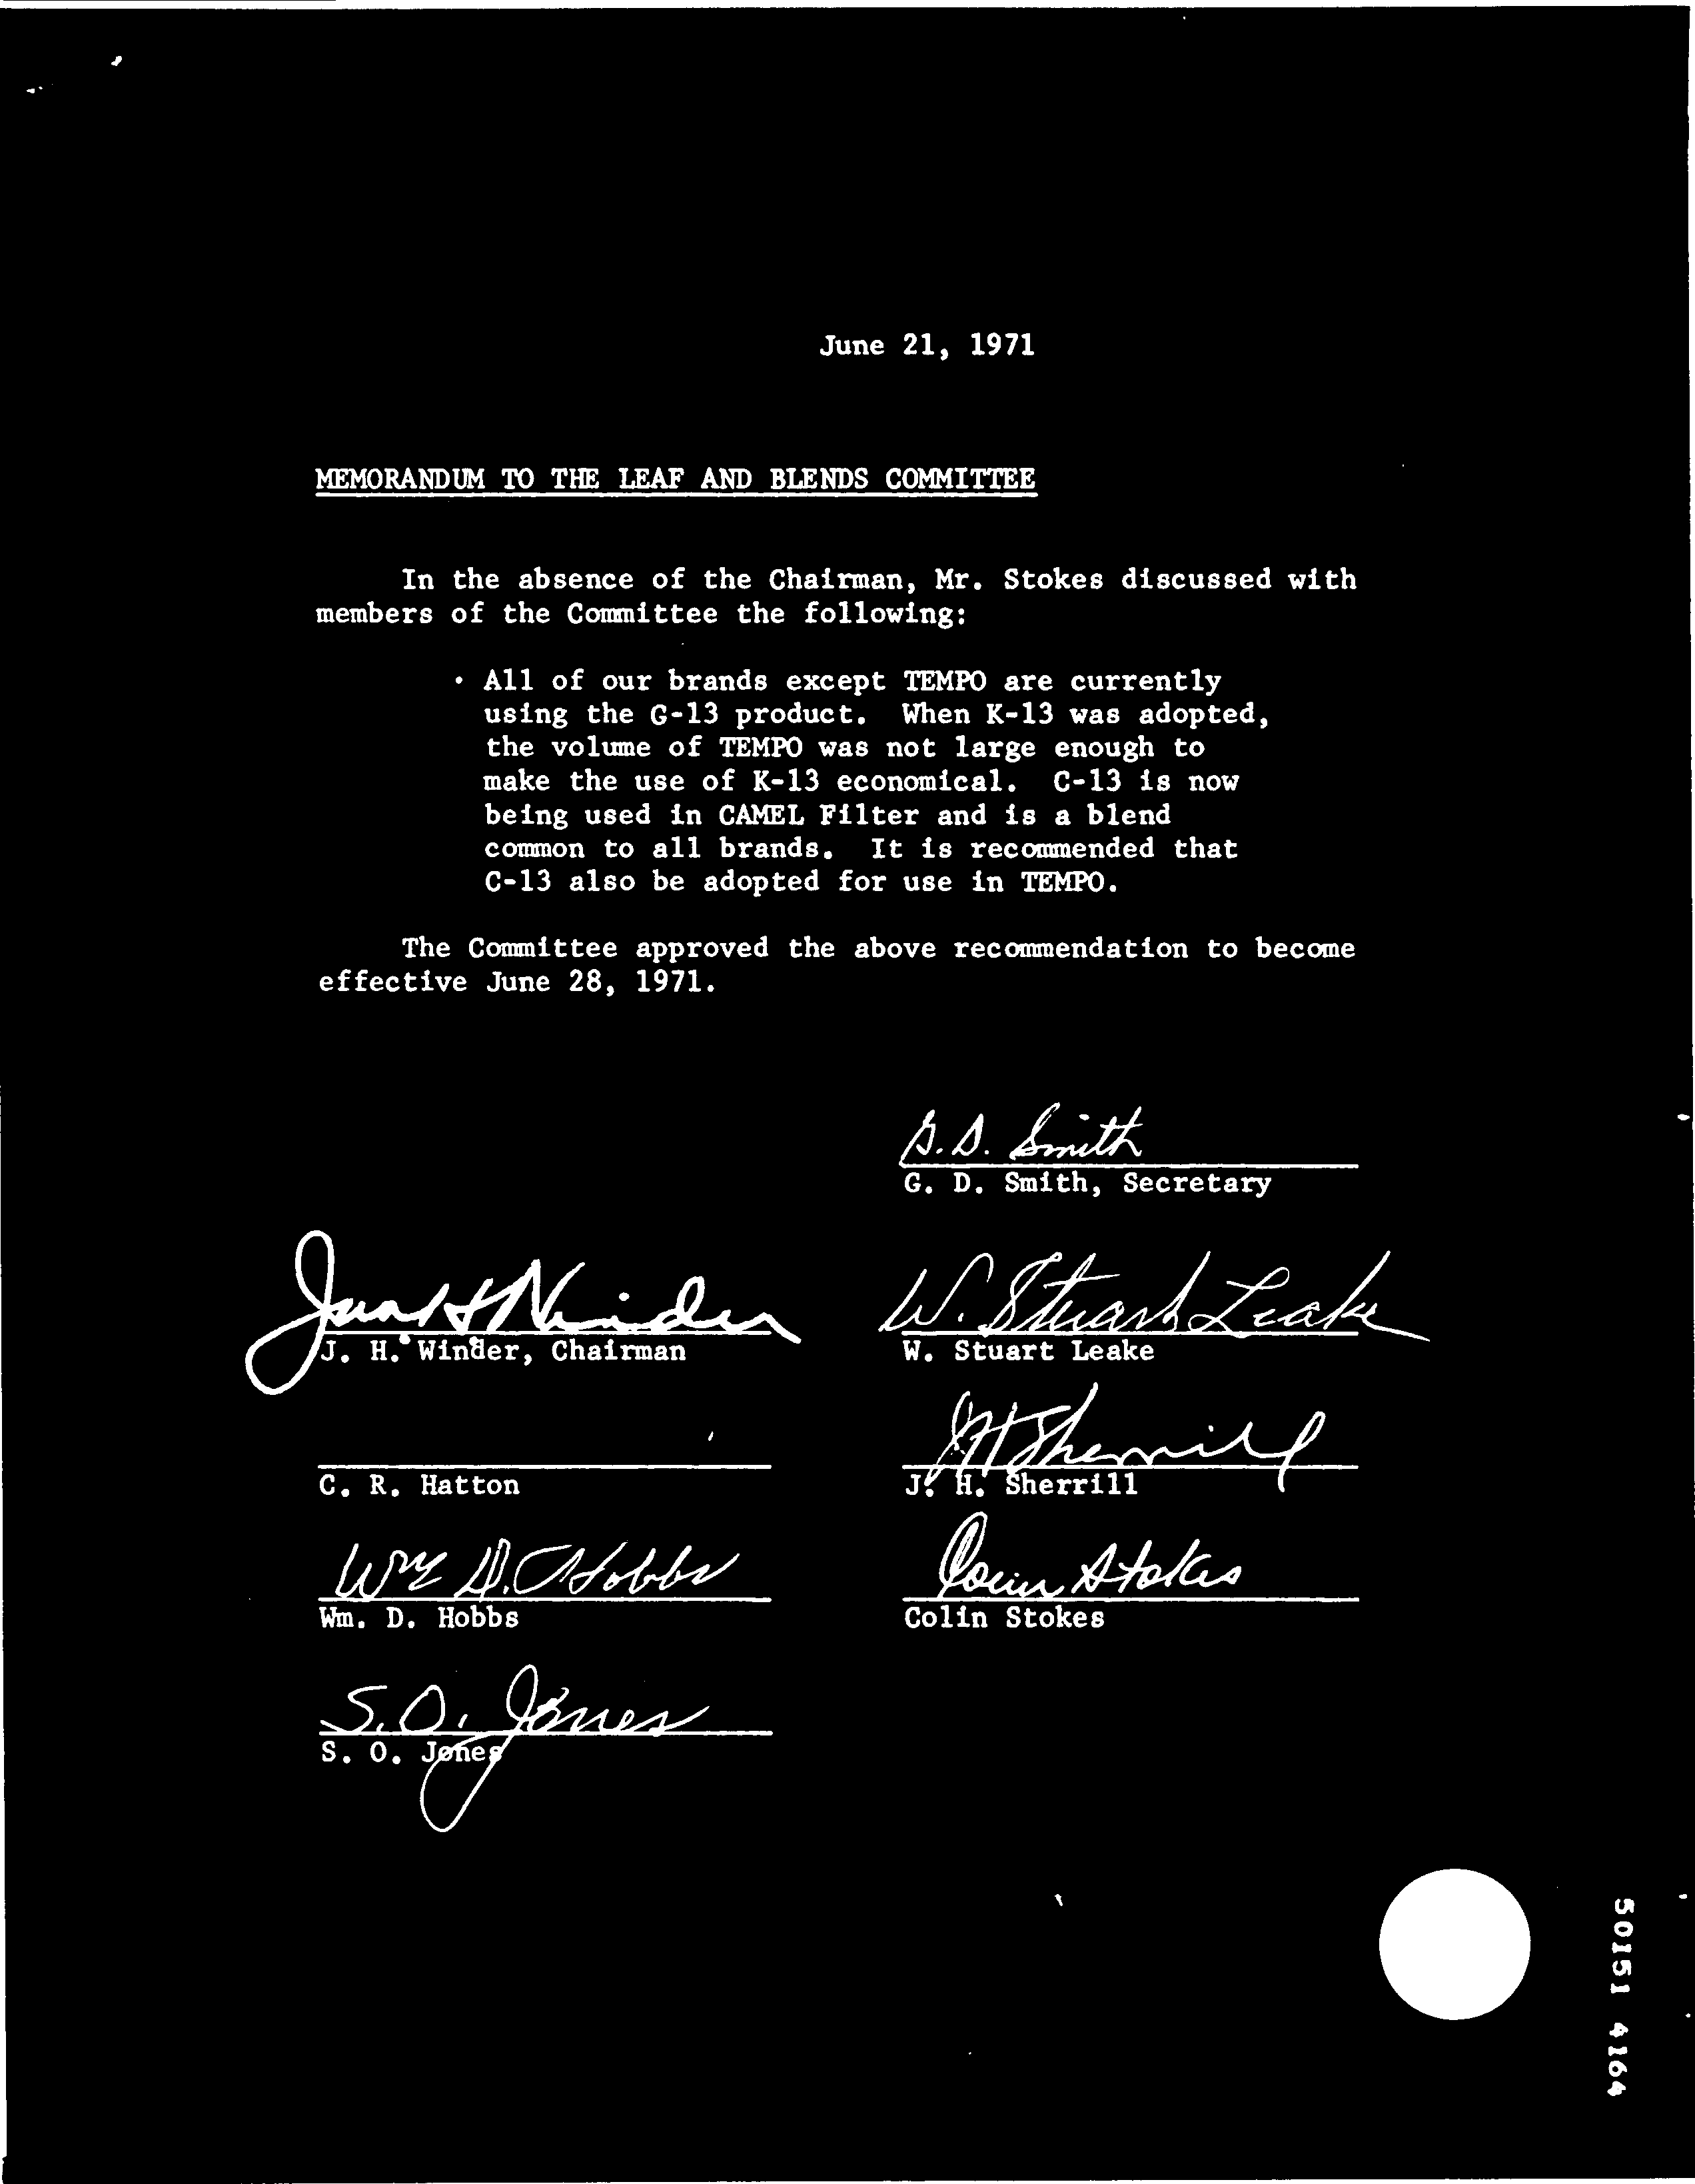 June 21, 1971
MEMORANDUM TO THE LEAF AND BLENDS COMMITTEE
In the absence of the Chairman, Mr. Stokes discussed with
members of the Committee the following:
· All of our brands except TEMPO are currently
using the G-13 product. When K-13 was adopted,
the volume of TEMPO was not large enough to
make the use of K-13 economical. C-13 is now
being used in CAMEL Filter and is a blend
common to all brands. It is recommended that
C-13 also be adopted for use in TEMPO.
The Committee approved the above recommendation to become
effective June 28, 1971.
G. D. Smith
G. D. Smith, Secretary
H Winder
J. H. Winder, Chairman
W. Stuart Leake
W. Stuart Leake
C. R. Hatton
JH Sherrill
J. H. Sherrill
Wm D. Hobbs
Wm. D. Hobbs
Colin Stokes
Colin Stokes
S. O. Jones
S. O. Jones
50151 4164